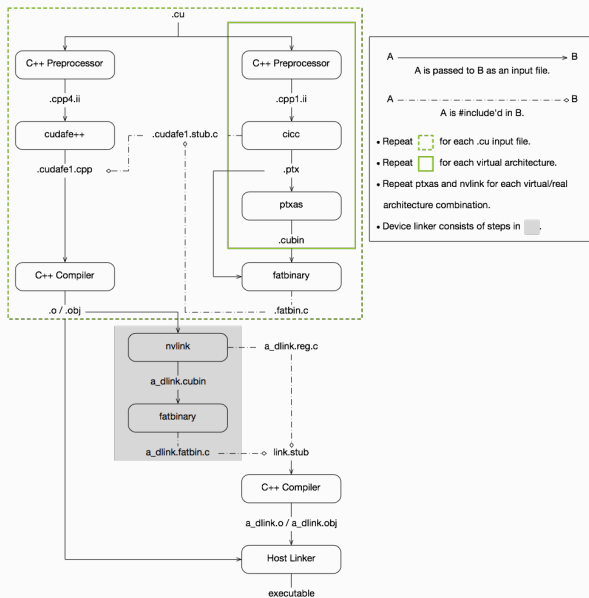 .cu
C++ Preprocessor
C++ Preprocessor
.cpp4.ii
.cpp1.ii
cudafe++
.cudafe1.stub.c
cicc
.cudafe1.cpp
.ptx
ptxas
.cubin
C++ Compiler
fatbinary
.o / .obj
.fatbin.c
nvlink
a_dlink.reg.c
a_dlink.cubin
fatbinary
a_dlink.fatbin.c
link.stub
C++ Compiler
a_dlink.o / a_dlink.obj
Host Linker
executable
A B
A is passed to B as an input file.
A B
A is #include'd in B.
• Repeat for each .cu input file.
• Repeat for each virtual architecture.
• Repeat ptxas and nvlink for each virtual/real
architecture combination.
• Device linker consists of steps in .